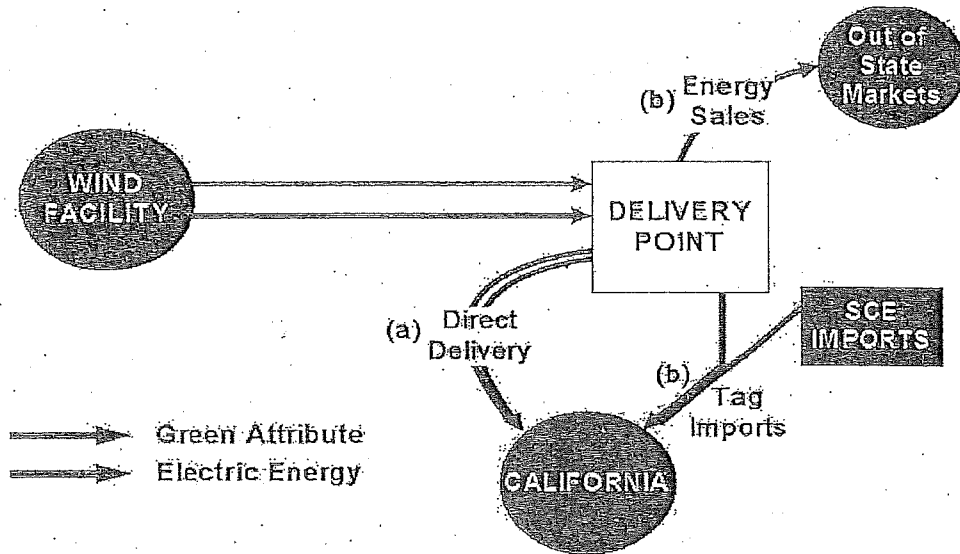 Out of
State
Markets
(b) Energy
Sales
WIND
FACILITY
DELIVERY
POINT
SCE
IMPORTS
(a) Direct
Delivery
(b)
Tag
Imports
Green Attribute
Electric Energy
CALIFORNIA